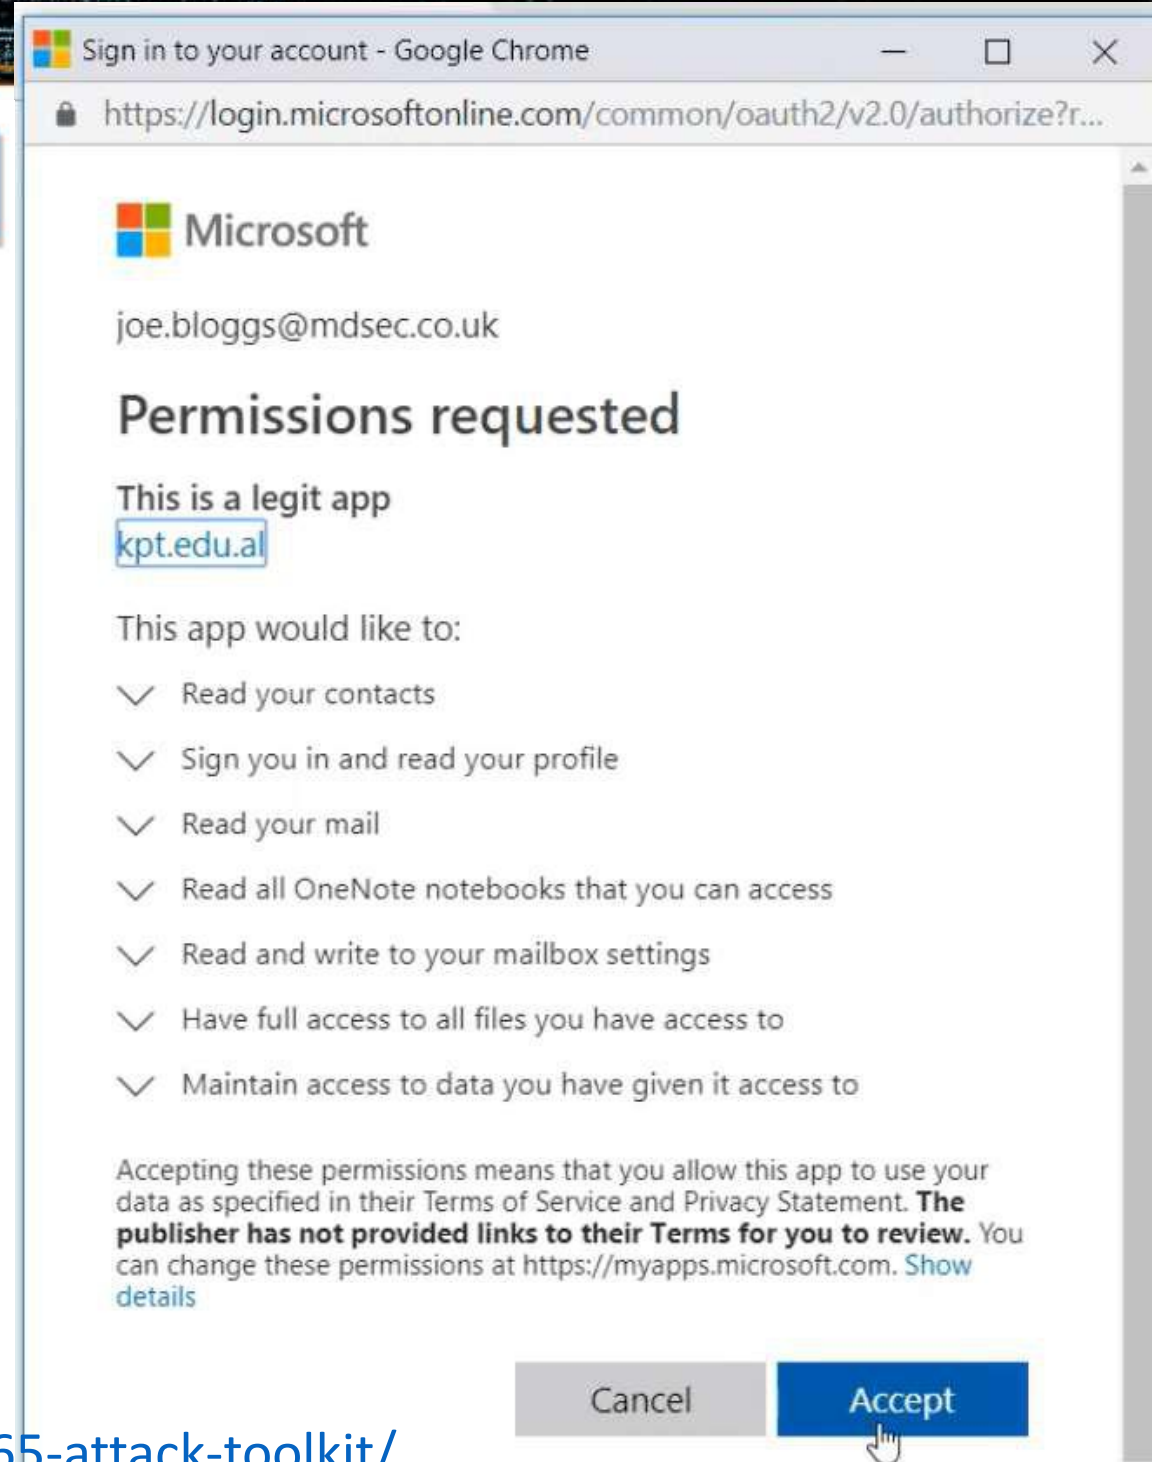 Sign in to your account - Google Chrome
https://login.microsoftonline.com/common/oauth2/v2.0/authorize?r...
Microsoft
joe.bloggs@mdsec.co.uk
Permissions requested
This is a legit app
kpt.edu.al
This app would like to:
Read your contacts
Sign you in and read your profile
Read your mail
Read all OneNote notebooks that you can access
Read and write to your mailbox settings
Have full access to all files you have access to
Maintain access to data you have given it access to
Accepting these permissions means that you allow this app to use your
data as specified in their Terms of Service and Privacy Statement. The
publisher has not provided links to their Terms for you to review. You
can change these permissions at https://myapps.microsoft.com. Show
details
Cancel Accept
65-attack-toolkit/